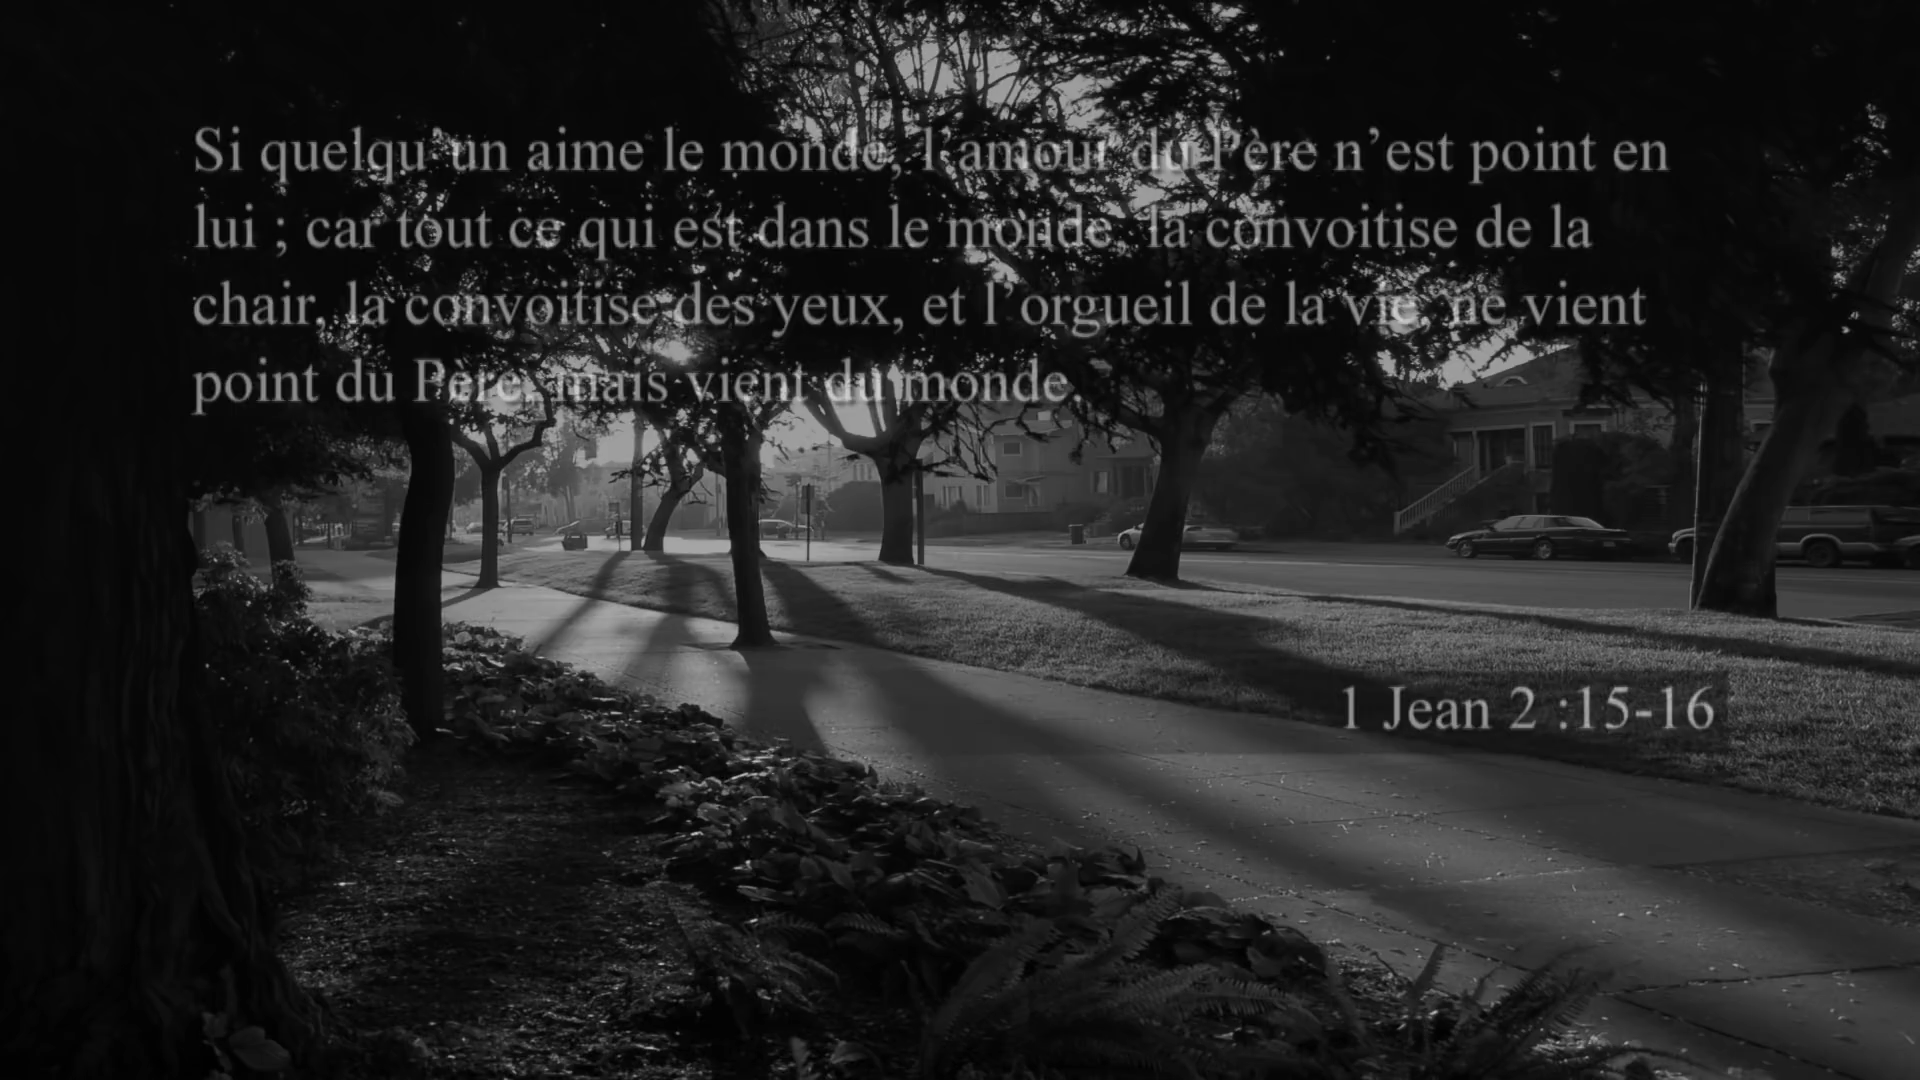 Si quelqu’un aime le monde, l’amour du Père n’est point en
lui ; car tout ce qui est dans le monde, la convoitise de la
chair, la convoitise des yeux, et l’orgueil de la vie, ne vient
point du Père, mais vient du monde.
1 Jean 2 :15-16